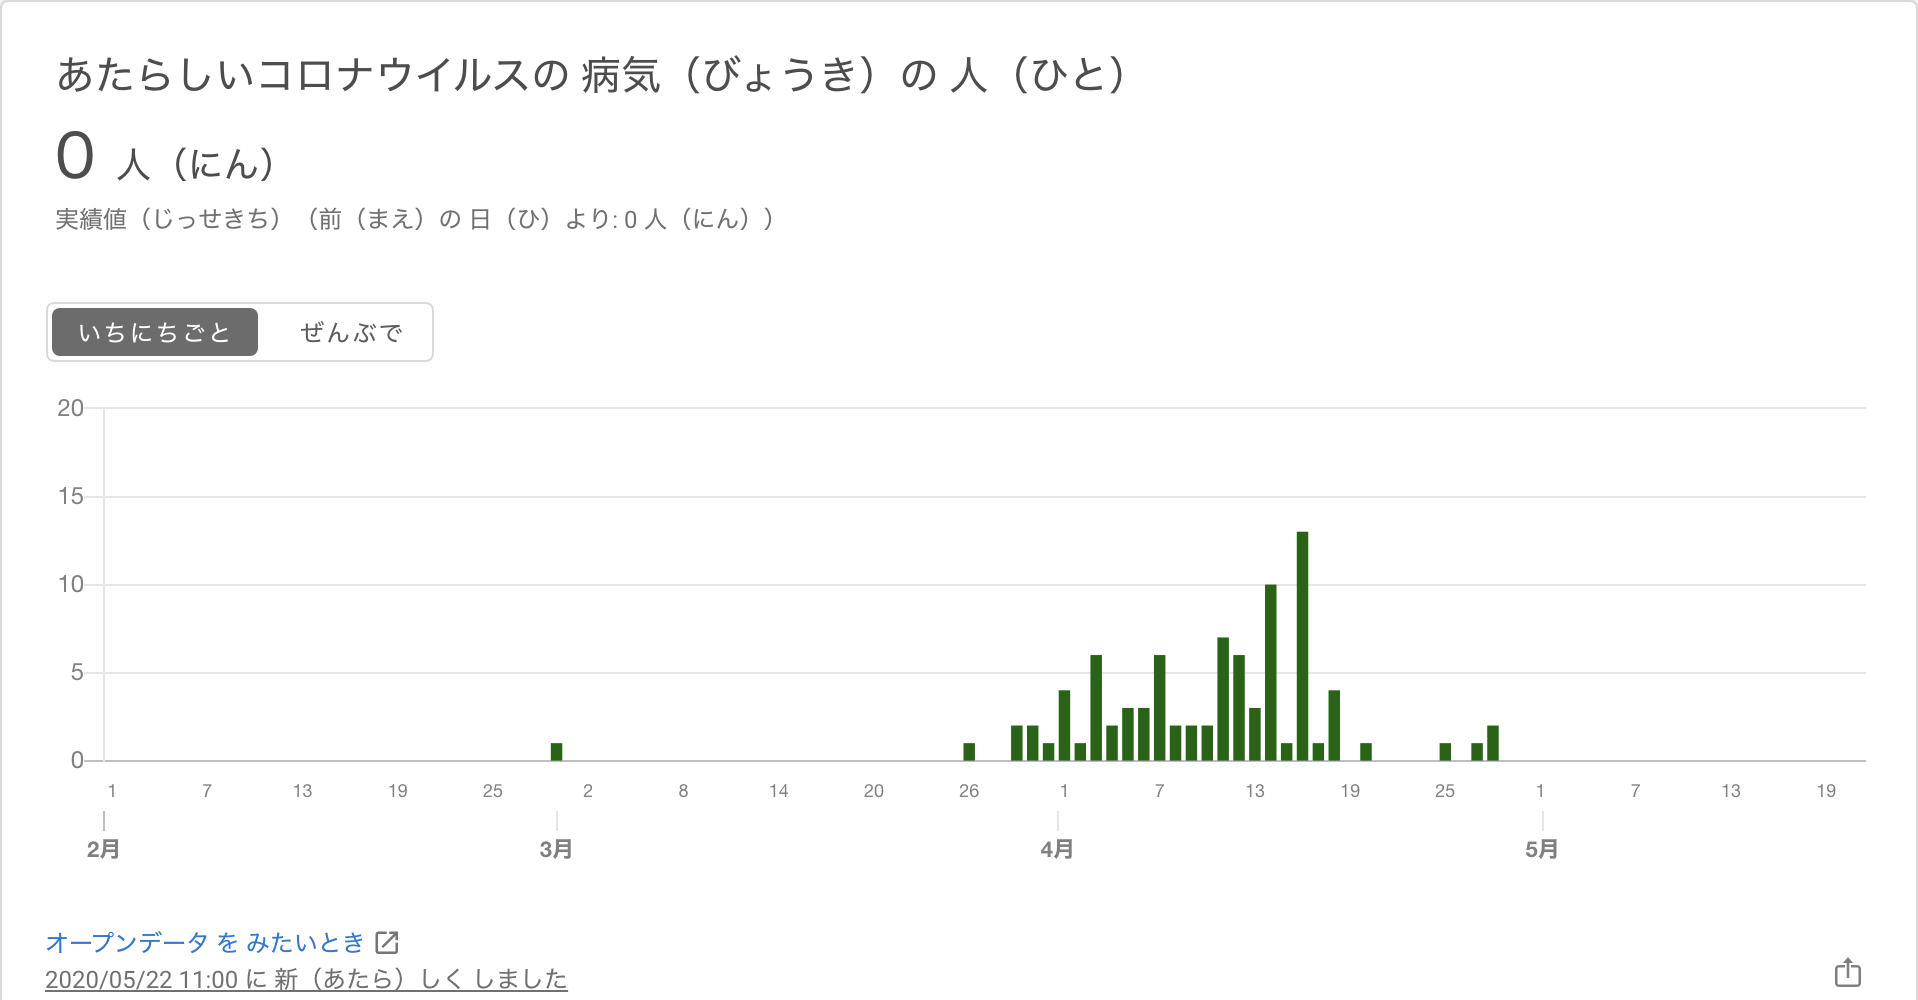 あたらしいコロナウイルスの 病気（びょうき）の 人（ひと）
0 人（にん）
実績値（じっせきち）（前（まえ）の 日（ひ）より: 0 人（にん））
いちにちごと ぜんぶで
20
15
10
5
0
1 7 13 19 25 2 8 14 20 26 1 7 13 19 25 1 7 13 19
2月 3月 4月 5月
オープンデータ を みたいとき
2020/05/22 11:00 に 新（あたら）しく しました